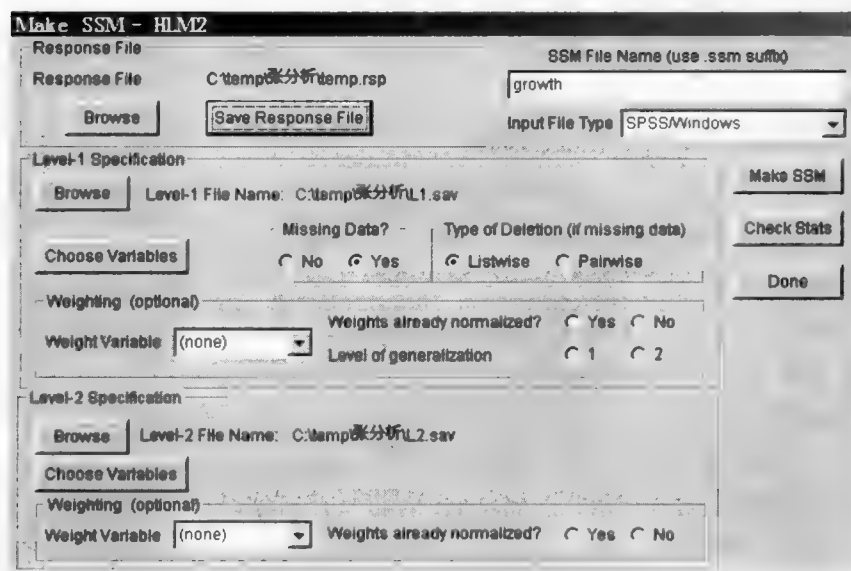 Make SSM - HLM2
Response File
SSM File Name (use .ssm suffix)
Response File C:\temp\张分析\temp.rsp
growth
Browse Save Response File
Input File Type SPSS/Windows
Level-1 Specification
Browse Level-1 File Name: C:\temp\张分析\L1.sav
Make SSM
Missing Data? Type of Deletion (if missing data)
Check Stats
Choose Variables No Yes Listwise Pairwise
Done
Weighting (optional)
Weight Variable (none) Weights already normalized? Yes No
Level of generalization 1 2
Level-2 Specification
Browse Level-2 File Name: C:\temp\张分析\L2.sav
Choose Variables
Weighting (optional)
Weight Variable (none) Weights already normalized? Yes No